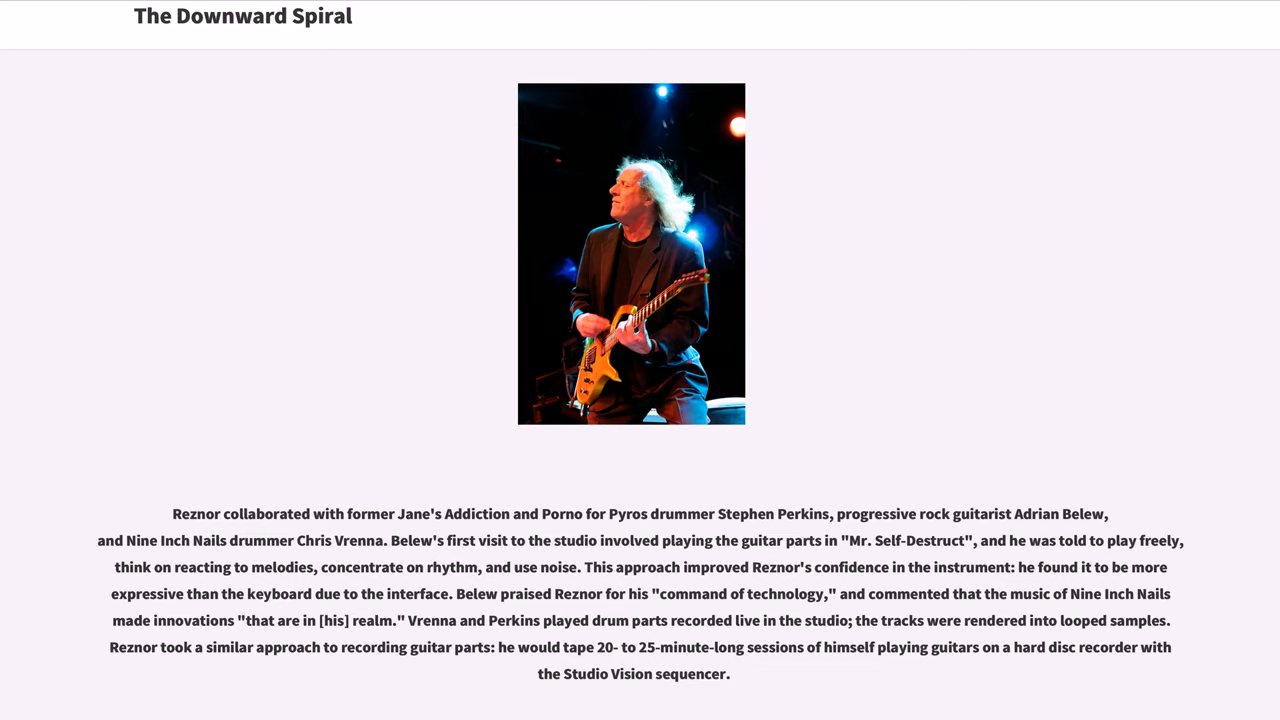 The Downward Spiral
Reznor collaborated with former Jane's Addiction and Porno for Pyros drummer Stephen Perkins, progressive rock guitarist Adrian Belew,
and Nine Inch Nails drummer Chris Vrenna. Belew's first visit to the studio involved playing the guitar parts in "Mr. Self-Destruct", and he was told to play freely,
think on reacting to melodies, concentrate on rhythm, and use noise. This approach improved Reznor's confidence in the instrument: he found it to be more
expressive than the keyboard due to the interface. Belew praised Reznor for his "command of technology," and commented that the music of Nine Inch Nails
made innovations "that are in [his] realm." Vrenna and Perkins played drum parts recorded live in the studio; the tracks were rendered into looped samples.
Reznor took a similar approach to recording guitar parts: he would tape 20- to 25-minute-long sessions of himself playing guitars on a hard disc recorder with
the Studio Vision sequencer.